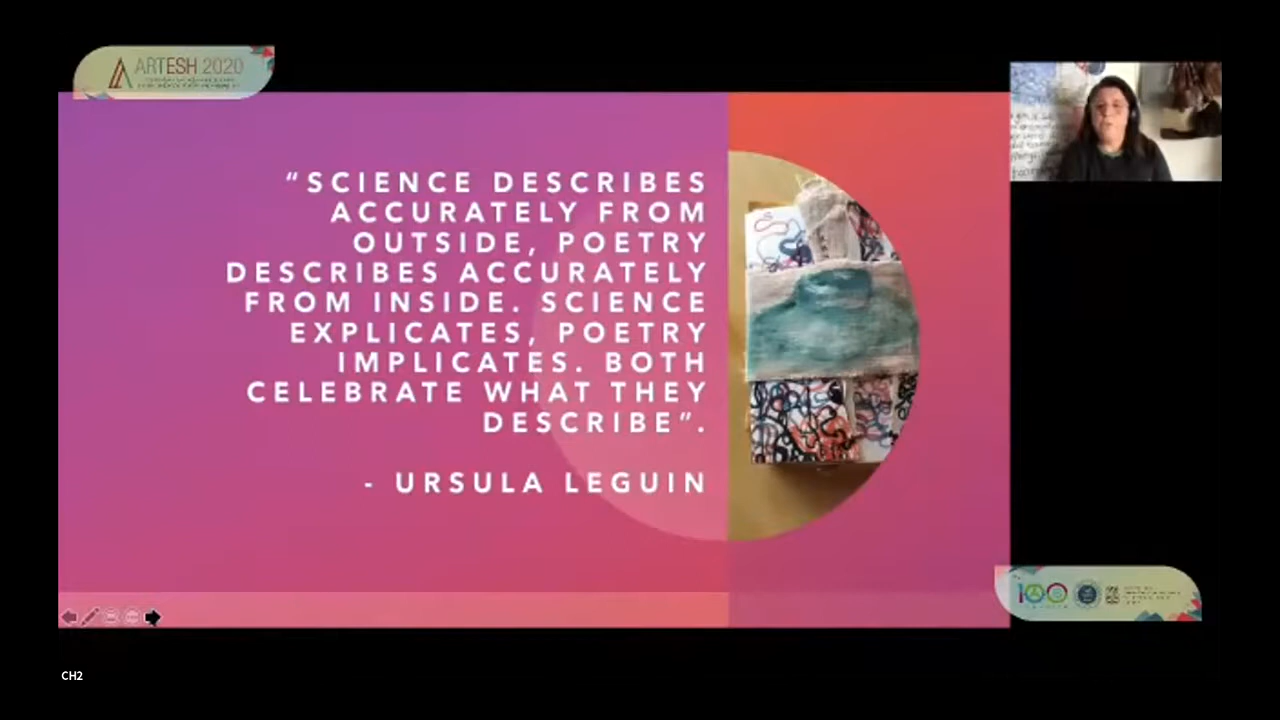 ARTESH 2020
“SCIENCE DESCRIBES
ACCURATELY FROM
OUTSIDE, POETRY
DESCRIBES ACCURATELY
FROM INSIDE. SCIENCE
EXPLICATES, POETRY
IMPLICATES. BOTH
CELEBRATE WHAT THEY
DESCRIBE”.
- URSULA LEGUIN
100
CH2